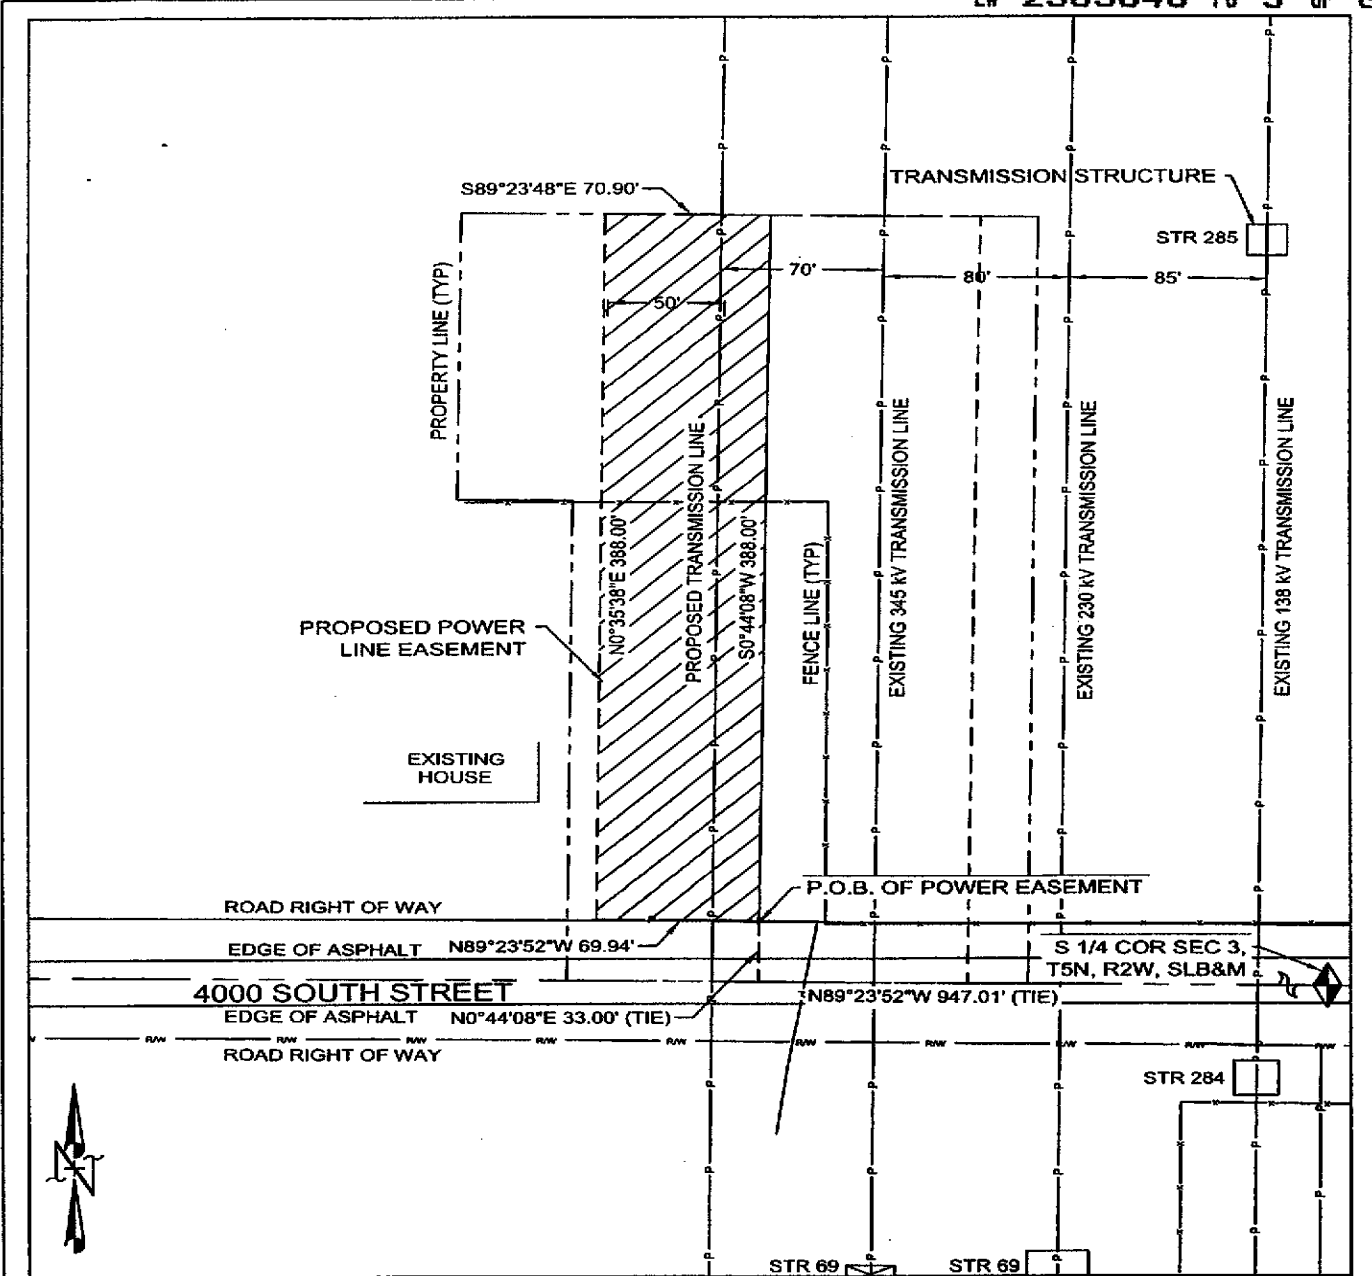 S89°23'48"E 70.90'
TRANSMISSION STRUCTURE
STR 285
70'
80'
85'
50'
PROPERTY LINE (TYP)
N0°35'38"E 388.00'
PROPOSED TRANSMISSION LINE
S0°44'08"W 388.00'
FENCE LINE (TYP)
EXISTING 345 kV TRANSMISSION LINE
EXISTING 230 kV TRANSMISSION LINE
EXISTING 138 kV TRANSMISSION LINE
PROPOSED POWER
LINE EASEMENT
EXISTING
HOUSE
P.O.B. OF POWER EASEMENT
ROAD RIGHT OF WAY
EDGE OF ASPHALT
N89°23'52"W 69.94'
S 1/4 COR SEC 3,
T5N, R2W, SLB&M
4000 SOUTH STREET
N89°23'52"W 947.01' (TIE)
EDGE OF ASPHALT
N0°44'08"E 33.00' (TIE)
R/W R/W R/W R/W R/W R/W R/W R/W R/W R/W
ROAD RIGHT OF WAY
STR 284
N
STR 69
STR 69